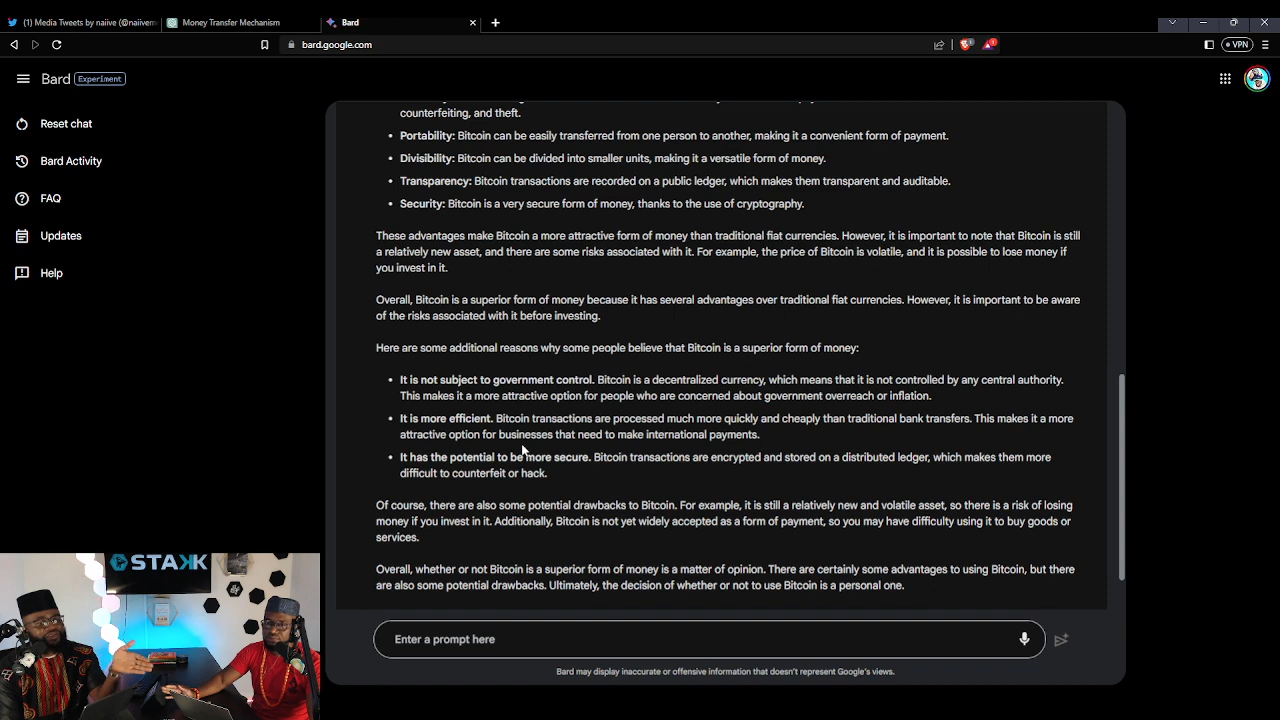 (1) Media Tweets by naiive (@naiivem
Money Transfer Mechanism
Bard
bard.google.com
VPN
Bard Experiment
Reset chat
Bard Activity
FAQ
Updates
Help
counterfeiting, and theft.
• Portability: Bitcoin can be easily transferred from one person to another, making it a convenient form of payment.
• Divisibility: Bitcoin can be divided into smaller units, making it a versatile form of money.
• Transparency: Bitcoin transactions are recorded on a public ledger, which makes them transparent and auditable.
• Security: Bitcoin is a very secure form of money, thanks to the use of cryptography.
These advantages make Bitcoin a more attractive form of money than traditional fiat currencies. However, it is important to note that Bitcoin is still
a relatively new asset, and there are some risks associated with it. For example, the price of Bitcoin is volatile, and it is possible to lose money if
you invest in it.
Overall, Bitcoin is a superior form of money because it has several advantages over traditional fiat currencies. However, it is important to be aware
of the risks associated with it before investing.
Here are some additional reasons why some people believe that Bitcoin is a superior form of money:
• It is not subject to government control. Bitcoin is a decentralized currency, which means that it is not controlled by any central authority.
This makes it a more attractive option for people who are concerned about government overreach or inflation.
• It is more efficient. Bitcoin transactions are processed much more quickly and cheaply than traditional bank transfers. This makes it a more
attractive option for businesses that need to make international payments.
• It has the potential to be more secure. Bitcoin transactions are encrypted and stored on a distributed ledger, which makes them more
difficult to counterfeit or hack.
Of course, there are also some potential drawbacks to Bitcoin. For example, it is still a relatively new and volatile asset, so there is a risk of losing
money if you invest in it. Additionally, Bitcoin is not yet widely accepted as a form of payment, so you may have difficulty using it to buy goods or
services.
Overall, whether or not Bitcoin is a superior form of money is a matter of opinion. There are certainly some advantages to using Bitcoin, but there
are also some potential drawbacks. Ultimately, the decision of whether or not to use Bitcoin is a personal one.
Enter a prompt here
Bard may display inaccurate or offensive information that doesn't represent Google's views.
STAKK